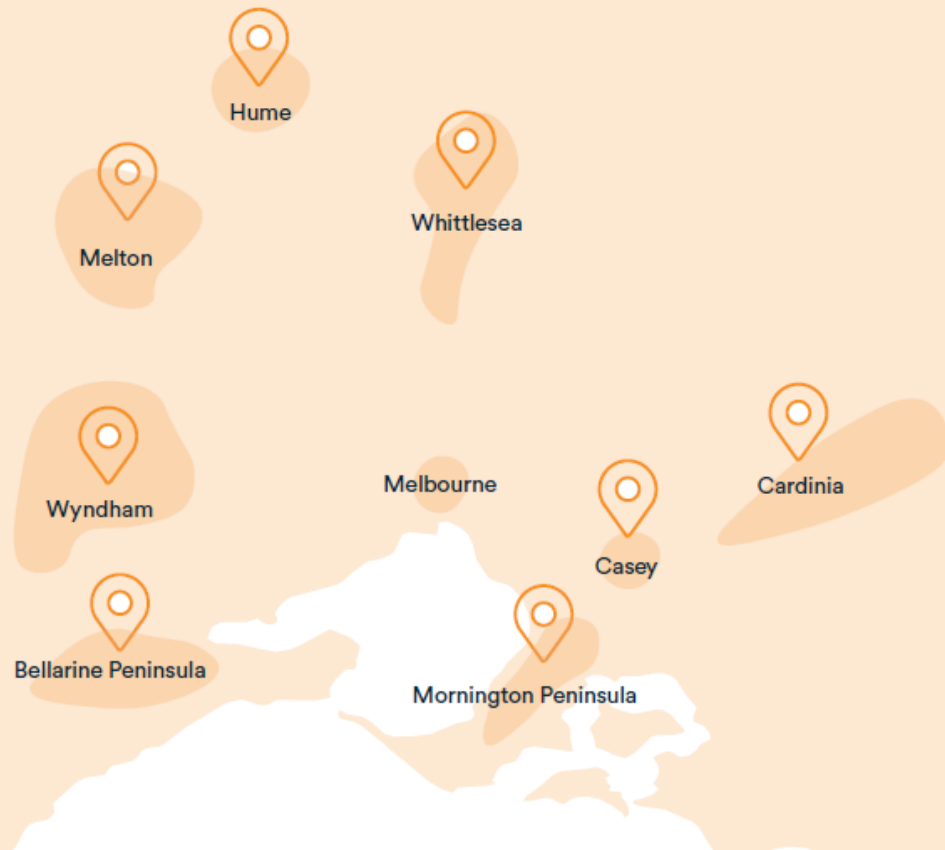 Hume
Whittlesea
Melton
Melbourne
Cardinia
Wyndham
Casey
Bellarine Peninsula
Mornington Peninsula